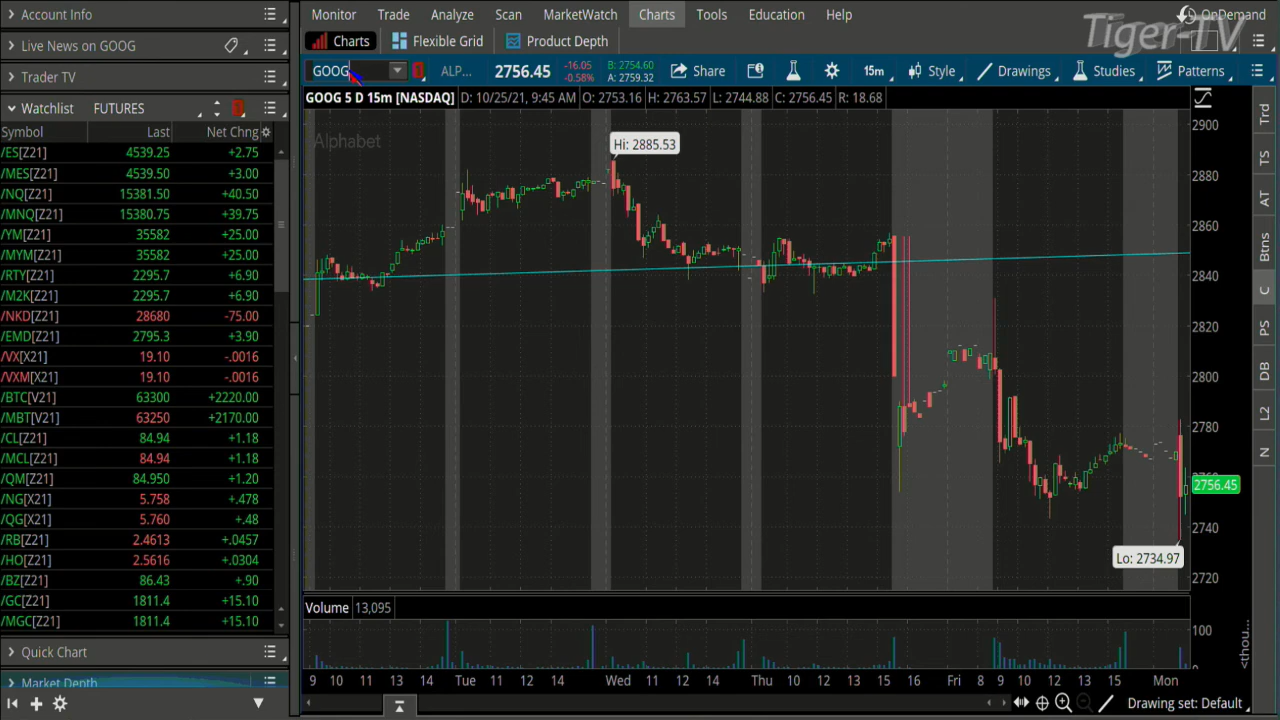 Account Info
Live News on GOOG
Trader TV
Watchlist FUTURES
Symbol Last Net Chng
/ES[Z21] 4539.25 +2.75
/MES[Z21] 4539.50 +3.00
/NQ[Z21] 15381.50 +40.50
/MNQ[Z21] 15380.75 +39.75
/YM[Z21] 35582 +25.00
/MYM[Z21] 35582 +25.00
/RTY[Z21] 2295.7 +6.90
/M2K[Z21] 2295.7 +6.90
/NKD[Z21] 28680 -75.00
/EMD[Z21] 2795.3 +3.90
/VX[X21] 19.10 -.0016
/VXM[X21] 19.10 -.0016
/BTC[V21] 63300 +2220.00
/MBT[V21] 63250 +2170.00
/CL[Z21] 84.94 +1.18
/MCL[Z21] 84.94 +1.18
/QM[Z21] 84.950 +1.20
/NG[X21] 5.758 +.478
/QG[X21] 5.760 +.48
/RB[Z21] 2.4613 +.0457
/HO[Z21] 2.5616 +.0304
/BZ[Z21] 86.43 +.90
/GC[Z21] 1811.4 +15.10
/MGC[Z21] 1811.4 +15.10
Quick Chart
Market Depth
Monitor Trade Analyze Scan MarketWatch Charts Tools Education Help
OnDemand
Tiger-TV
Charts Flexible Grid Product Depth
GOOG ALP... 2756.45 -16.05 B: 2754.60
-0.58% A: 2759.32
Share 15m Style Drawings Studies Patterns
GOOG 5 D 15m [NASDAQ] D: 10/25/21, 9:45 AM O: 2753.16 H: 2763.57 L: 2744.88 C: 2756.45 R: 18.68
Alphabet
Hi: 2885.53
Lo: 2734.97
2900
2880
2860
2840
2820
2800
2780
2756.45
2740
2720
Volume 13,095
100
<thou...
9 10 11 12 13 14 Tue 12 14 Wed 11 12 14 Thu 10 12 13 14 15 16 Fri 9 10 12 13 15 Mon
Drawing set: Default
Trd
TS
AT
Btns
C
PS
DB
L2
N